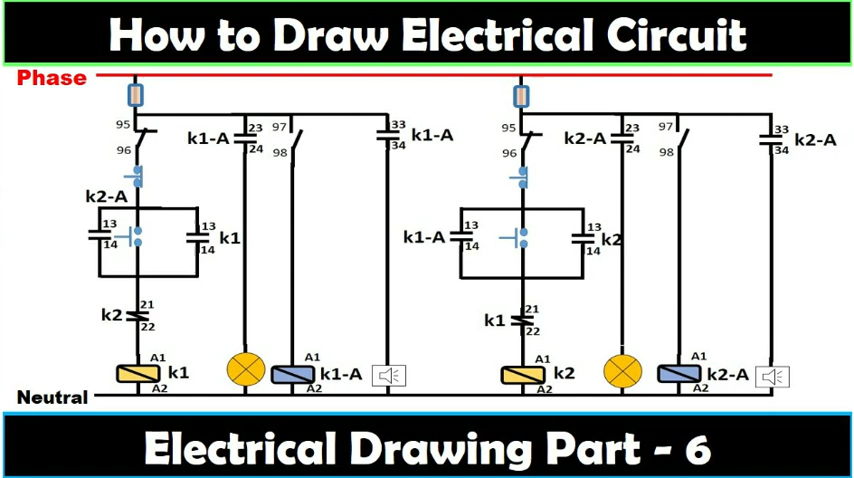 How to Draw Electrical Circuit
Phase
95
96
k1-A
23
24
97
98
33
34
k1-A
95
96
k2-A
23
24
97
98
33
34
k2-A
k2-A
13
14
13
14
k1
k1-A
13
14
13
14
k2
k2
21
22
k1
21
22
A1
k1
A2
A1
k1-A
A2
A1
k2
A2
A1
k2-A
A2
Neutral
Electrical Drawing Part - 6